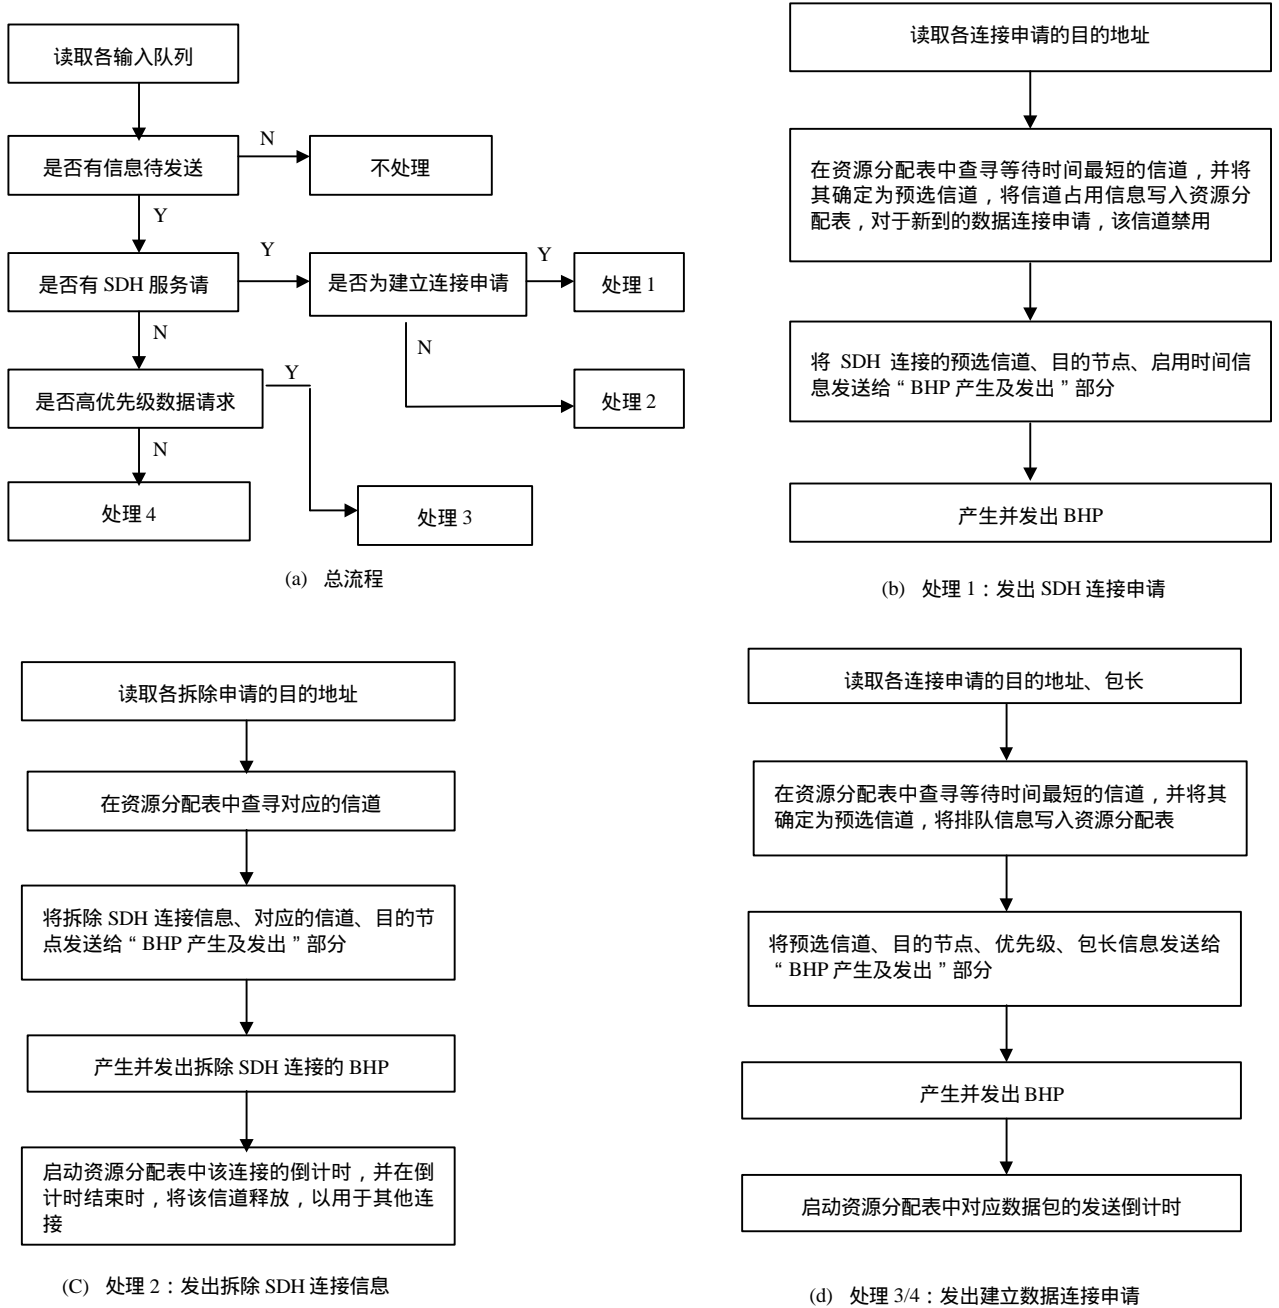 读取各输入队列
是否有信息待发送
N
不处理
Y
是否有 SDH 服务请
Y
是否为建立连接申请
Y
处理 1
N
N
是否高优先级数据请求
Y
处理 2
N
处理 4
处理 3
(a) 总流程
读取各连接申请的目的地址
在资源分配表中查寻等待时间最短的信道，并将
其确定为预选信道，将信道占用信息写入资源分
配表，对于新到的数据连接申请，该信道禁用
将 SDH 连接的预选信道、目的节点、启用时间信
息发送给“BHP 产生及发出”部分
产生并发出 BHP
(b) 处理 1：发出 SDH 连接申请
读取各拆除申请的目的地址
在资源分配表中查寻对应的信道
将拆除 SDH 连接信息、对应的信道、目的节
点发送给“BHP 产生及发出”部分
产生并发出拆除 SDH 连接的 BHP
启动资源分配表中该连接的倒计时，并在倒
计时结束时，将该信道释放，以用于其他连
接
(C) 处理 2：发出拆除 SDH 连接信息
读取各连接申请的目的地址、包长
在资源分配表中查寻等待时间最短的信道，并将其
确定为预选信道，将排队信息写入资源分配表
将预选信道、目的节点、优先级、包长信息发送给
“BHP 产生及发出”部分
产生并发出 BHP
启动资源分配表中对应数据包的发送倒计时
(d) 处理 3/4：发出建立数据连接申请